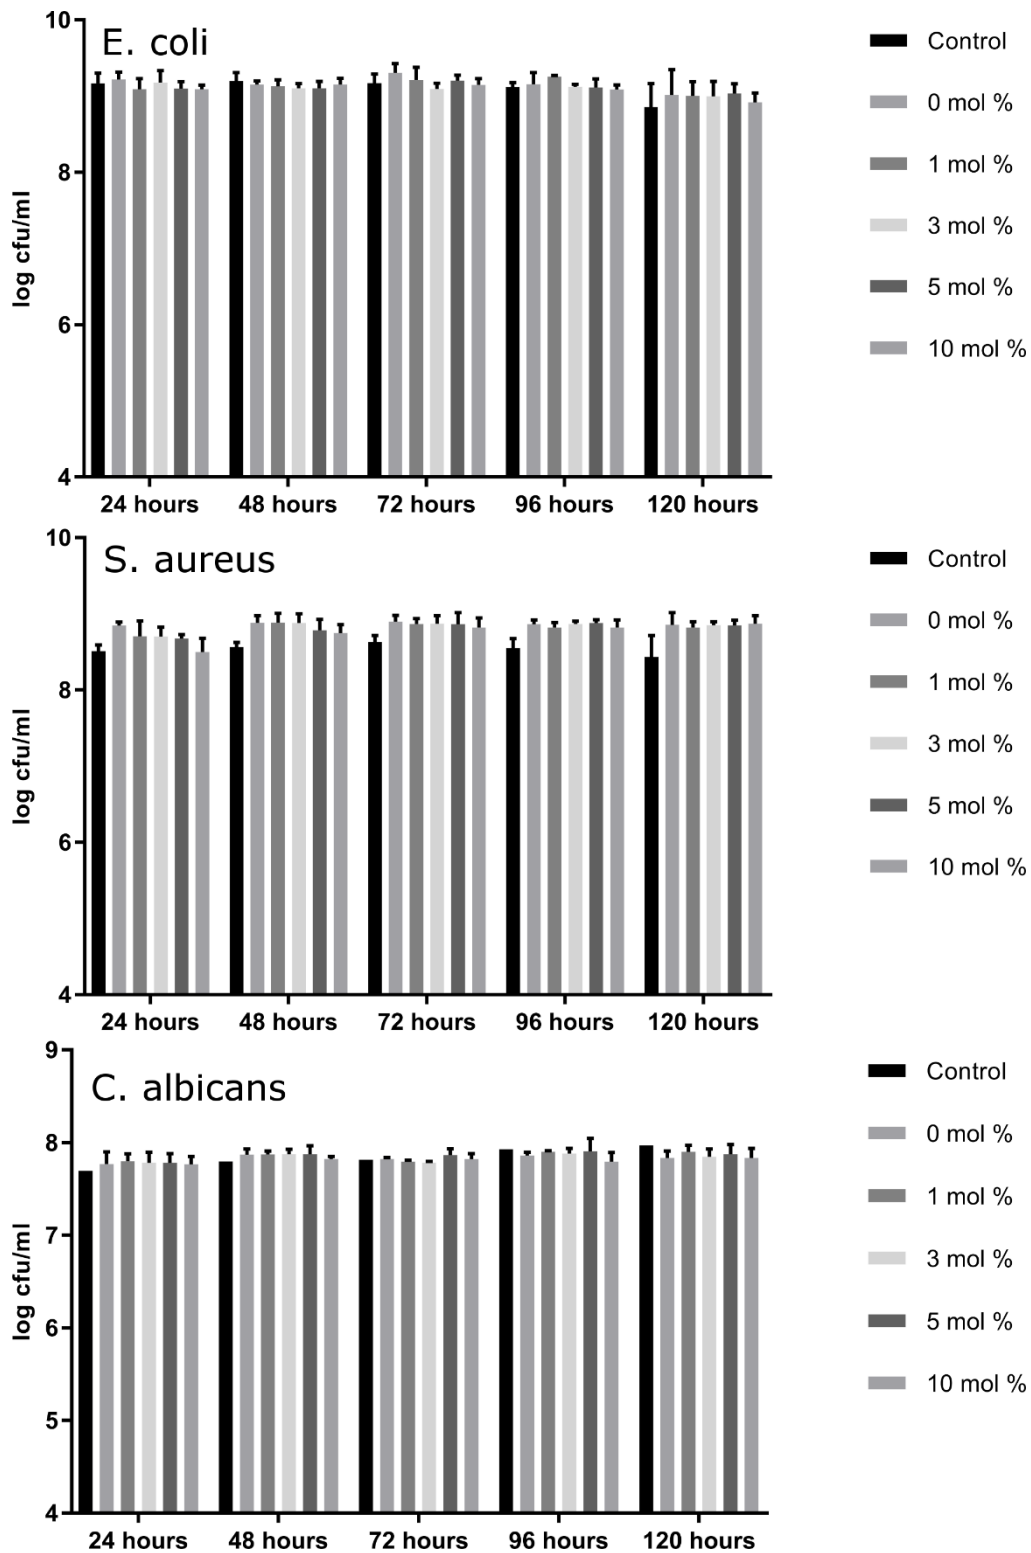 10
E. coli
8
6
4
log cfu/ml
24 hours 48 hours 72 hours 96 hours 120 hours
Control
0 mol %
1 mol %
3 mol %
5 mol %
10 mol %
10
S. aureus
8
6
4
log cfu/ml
24 hours 48 hours 72 hours 96 hours 120 hours
Control
0 mol %
1 mol %
3 mol %
5 mol %
10 mol %
9
C. albicans
8
7
6
5
4
log cfu/ml
24 hours 48 hours 72 hours 96 hours 120 hours
Control
0 mol %
1 mol %
3 mol %
5 mol %
10 mol %